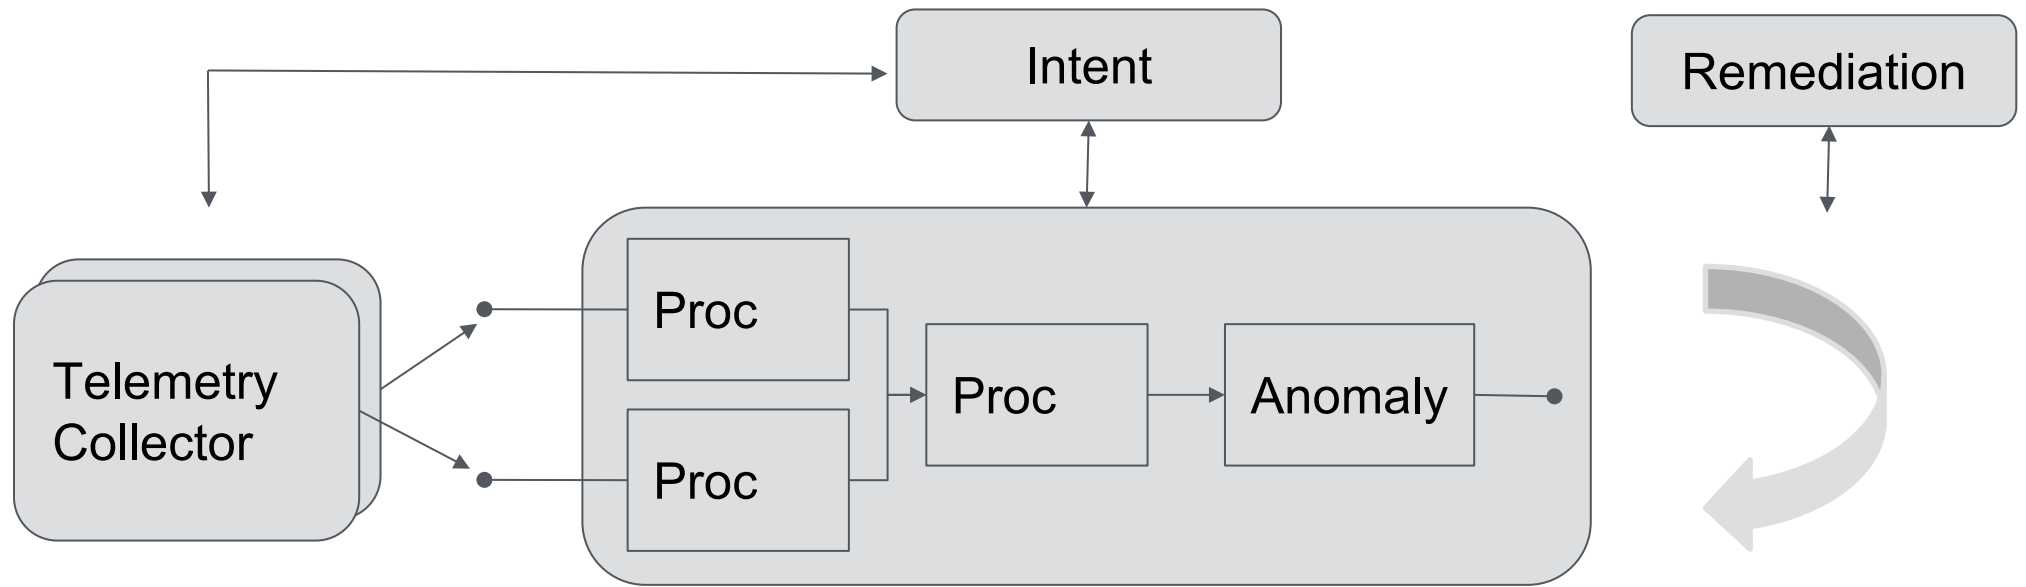 Intent
Remediation
Telemetry
Collector
Proc
Proc
Proc
Anomaly